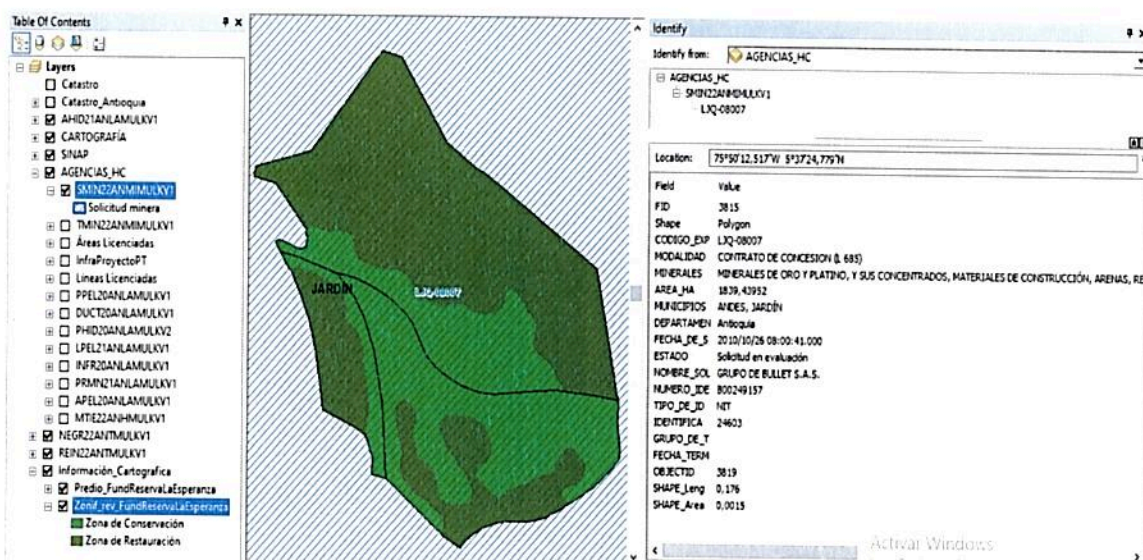 Table Of Contents
Layers
Catastro
Catastro_Antioquia
AHID21ANLAMULKV1
CARTOGRAFÍA
SINAP
AGENCIAS_HC
SMIN22ANMIMULKV1
Solicitud minera
TMIN22ANMIMULKV1
Áreas Licenciadas
InfraProyectoPT
Lineas Licenciadas
PPEL20ANLAMULKV1
DUCT20ANLAMULKV1
PHID20ANLAMULKV2
LPEL21ANLAMULKV1
INFR20ANLAMULKV1
PRMN21ANLAMULKV1
APEL20ANLAMULKV1
MTIE22ANHMULKV1
NEGR22ANTMULKV1
REIN22ANTMULKV1
Información_Cartografica
Predio_FundReservaLaEsperanza
Zonif_rev_FundReservaLaEsperanza
Zona de Conservación
Zona de Restauración
JARDÍN
LJQ-08007
Identify
Identify from: AGENCIAS_HC
AGENCIAS_HC
SMIN22ANMIMULKV1
LJQ-08007
Location: 75°50'12,517"W 5°37'24,779"N
Field Value
FID 3815
Shape Polygon
CODIGO_EXP LJQ-08007
MODALIDAD CONTRATO DE CONCESION (L 685)
MINERALES MINERALES DE ORO Y PLATINO, Y SUS CONCENTRADOS, MATERIALES DE CONSTRUCCIÓN, ARENAS, RE
AREA_HA 1839,43952
MUNICIPIOS ANDES, JARDÍN
DEPARTAMEN Antioquia
FECHA_DE_S 2010/10/26 08:00:41.000
ESTADO Solicitud en evaluación
NOMBRE_SOL GRUPO DE BULLET S.A.S.
NUMERO_IDE 800249157
TIPO_DE_ID NIT
IDENTIFICA 24603
GRUPO_DE_T
FECHA_TERM
OBJECTID 3819
SHAPE_Leng 0,176
SHAPE_Area 0,0015
Activar Windows